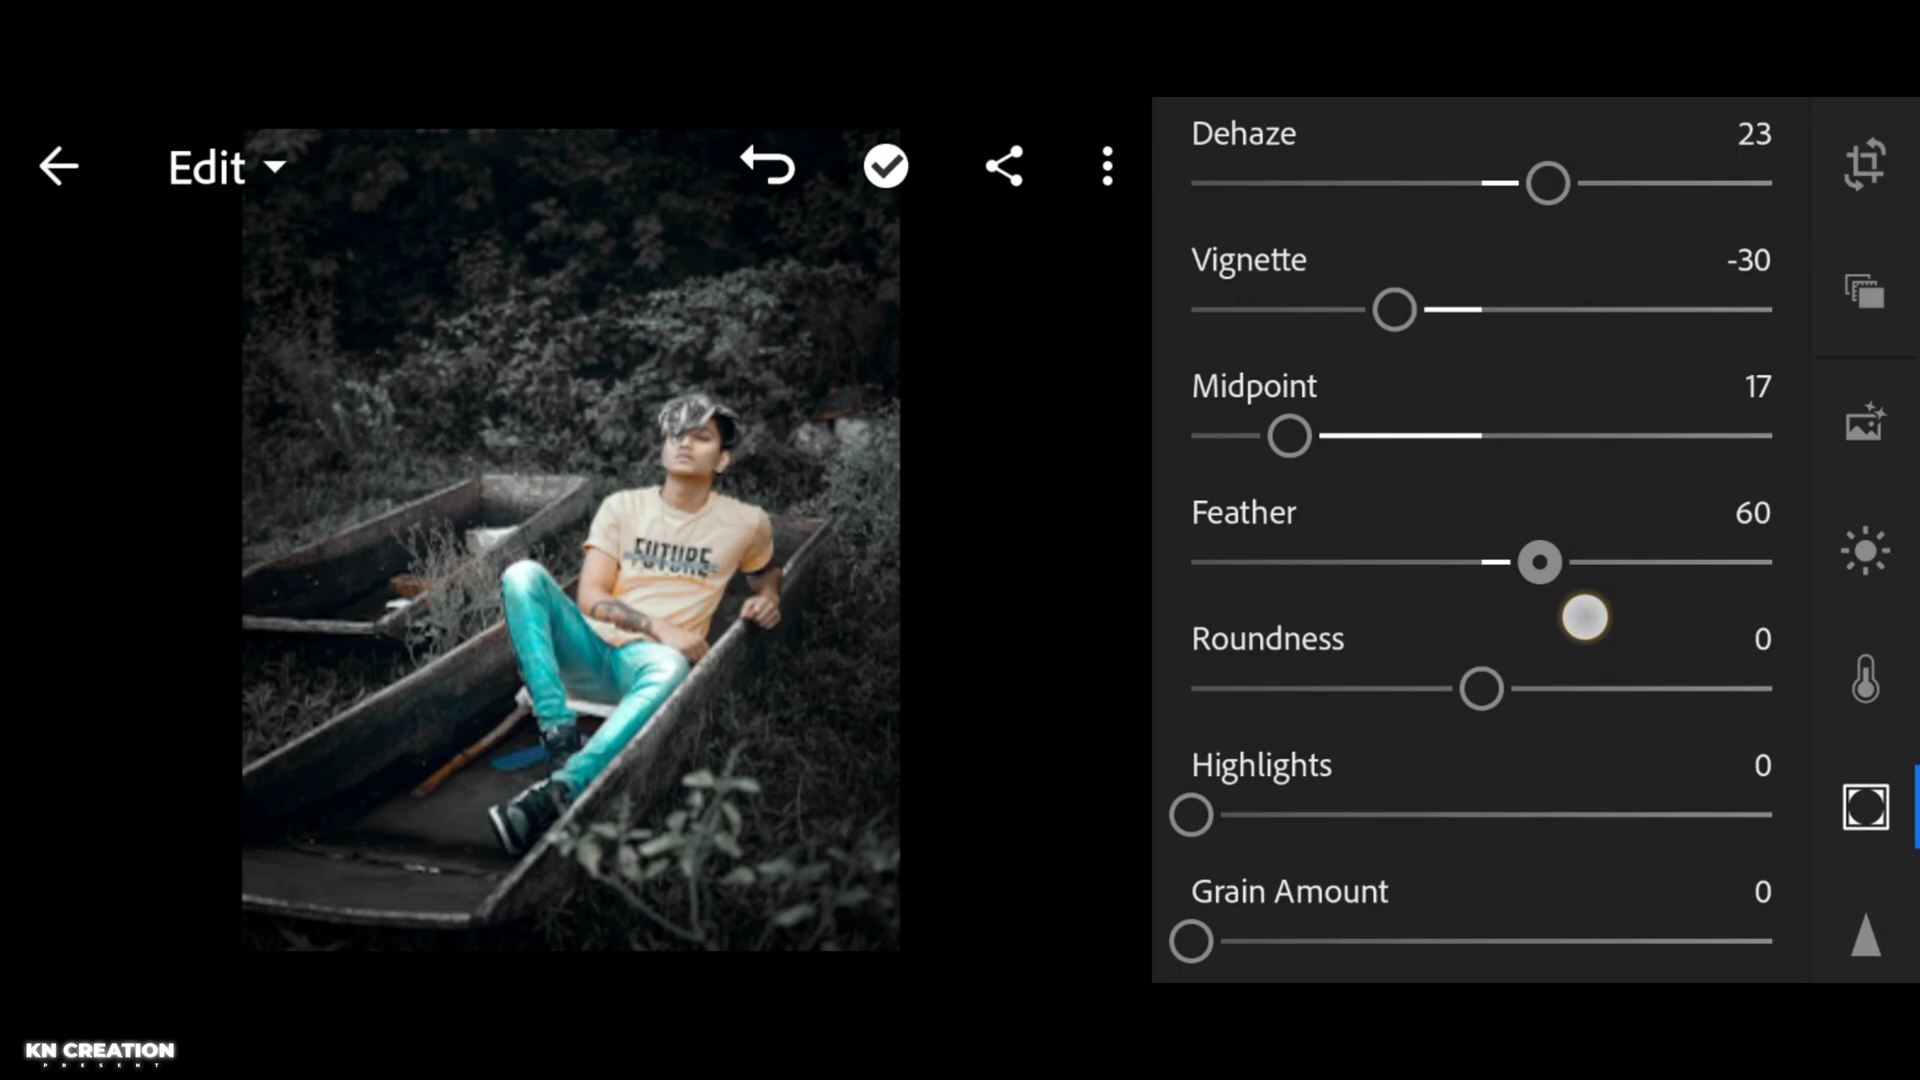 Edit
Dehaze 23
Vignette -30
Midpoint 17
Feather 60
Roundness 0
Highlights 0
Grain Amount 0
FUTURE
KN CREATION
PRESENT